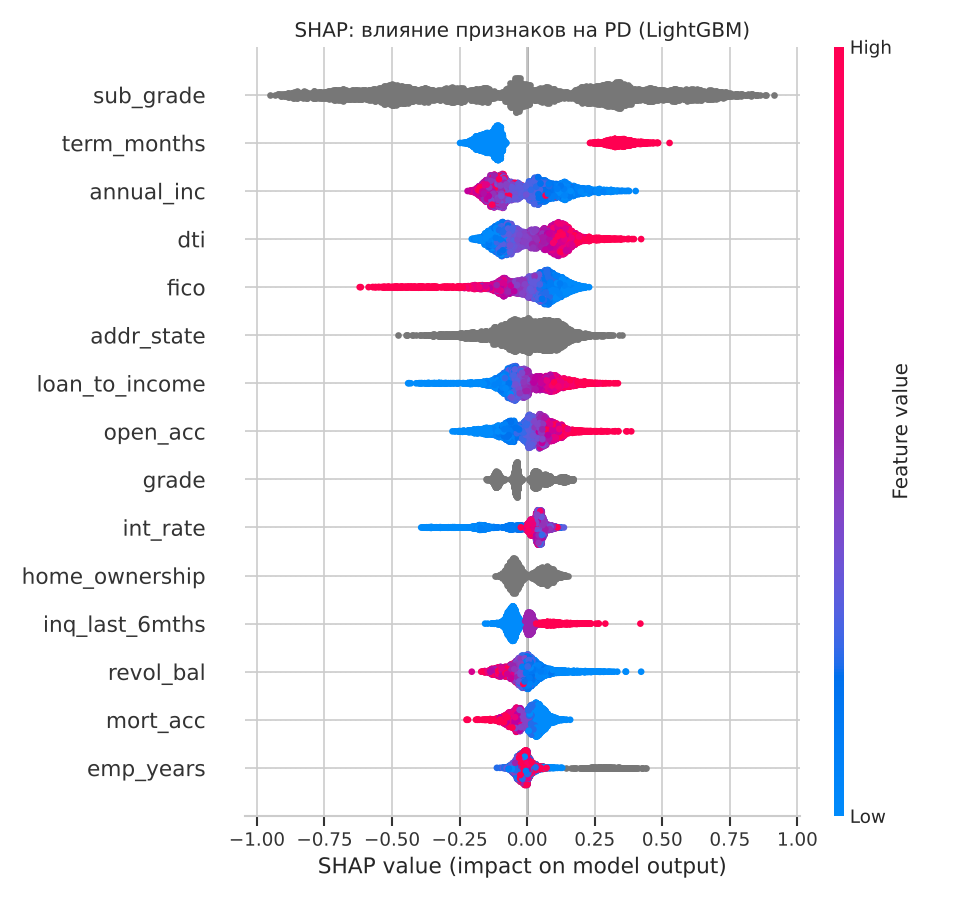 SHAP: влияние признаков на PD (LightGBM)
High
sub_grade
term_months
annual_inc
dti
fico
addr_state
loan_to_income
open_acc
grade
int_rate
home_ownership
inq_last_6mths
revol_bal
mort_acc
emp_years
Feature value
Low
−1.00 −0.75 −0.50 −0.25 0.00 0.25 0.50 0.75 1.00
SHAP value (impact on model output)